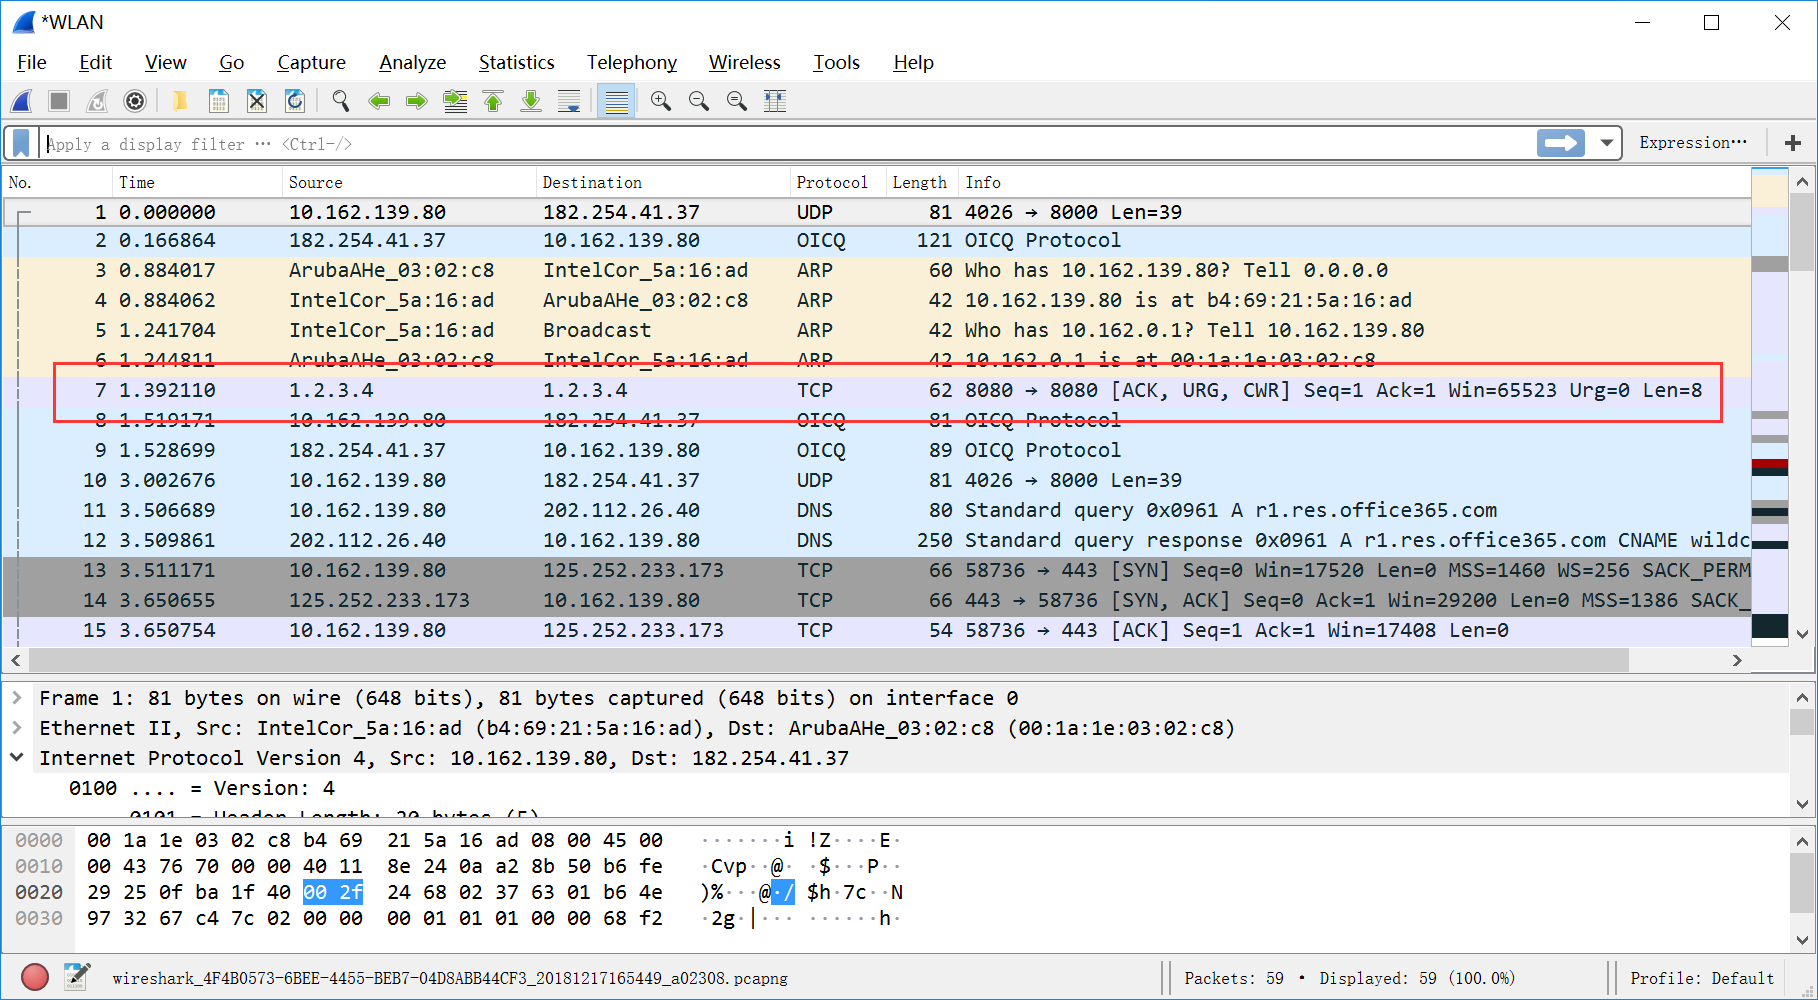 *WLAN
File Edit View Go Capture Analyze Statistics Telephony Wireless Tools Help
Apply a display filter ⋯ <Ctrl-/> Expression⋯ +
No. Time Source Destination Protocol Length Info
1 0.000000 10.162.139.80 182.254.41.37 UDP 81 4026 → 8000 Len=39
2 0.166864 182.254.41.37 10.162.139.80 OICQ 121 OICQ Protocol
3 0.884017 ArubaAHe_03:02:c8 IntelCor_5a:16:ad ARP 60 Who has 10.162.139.80? Tell 0.0.0.0
4 0.884062 IntelCor_5a:16:ad ArubaAHe_03:02:c8 ARP 42 10.162.139.80 is at b4:69:21:5a:16:ad
5 1.241704 IntelCor_5a:16:ad Broadcast ARP 42 Who has 10.162.0.1? Tell 10.162.139.80
6 1.244811 ArubaAHe_03:02:c8 IntelCor_5a:16:ad ARP 42 10.162.0.1 is at 00:1a:1e:03:02:c8
7 1.392110 1.2.3.4 1.2.3.4 TCP 62 8080 → 8080 [ACK, URG, CWR] Seq=1 Ack=1 Win=65523 Urg=0 Len=8
8 1.519171 10.162.139.80 182.254.41.37 OICQ 81 OICQ Protocol
9 1.528699 182.254.41.37 10.162.139.80 OICQ 89 OICQ Protocol
10 3.002676 10.162.139.80 182.254.41.37 UDP 81 4026 → 8000 Len=39
11 3.506689 10.162.139.80 202.112.26.40 DNS 80 Standard query 0x0961 A r1.res.office365.com
12 3.509861 202.112.26.40 10.162.139.80 DNS 250 Standard query response 0x0961 A r1.res.office365.com CNAME wildc
13 3.511171 10.162.139.80 125.252.233.173 TCP 66 58736 → 443 [SYN] Seq=0 Win=17520 Len=0 MSS=1460 WS=256 SACK_PERM
14 3.650655 125.252.233.173 10.162.139.80 TCP 66 443 → 58736 [SYN, ACK] Seq=0 Ack=1 Win=29200 Len=0 MSS=1386 SACK_
15 3.650754 10.162.139.80 125.252.233.173 TCP 54 58736 → 443 [ACK] Seq=1 Ack=1 Win=17408 Len=0
Frame 1: 81 bytes on wire (648 bits), 81 bytes captured (648 bits) on interface 0
Ethernet II, Src: IntelCor_5a:16:ad (b4:69:21:5a:16:ad), Dst: ArubaAHe_03:02:c8 (00:1a:1e:03:02:c8)
Internet Protocol Version 4, Src: 10.162.139.80, Dst: 182.254.41.37
0100 .... = Version: 4
.... 0101 = Header Length: 20 bytes (5)
0000 00 1a 1e 03 02 c8 b4 69 21 5a 16 ad 08 00 45 00 ·······i !Z····E·
0010 00 43 76 70 00 00 40 11 8e 24 0a a2 8b 50 b6 fe ·Cvp··@· ·$···P··
0020 29 25 0f ba 1f 40 00 2f 24 68 02 37 63 01 b6 4e )%···@·/ $h·7c··N
0030 97 32 67 c4 7c 02 00 00 00 01 01 01 00 00 68 f2 ·2g·|··· ······h·
wireshark_4F4B0573-6BEE-4455-BEB7-04D8ABB44CF3_20181217165449_a02308.pcapng Packets: 59 · Displayed: 59 (100.0%) Profile: Default